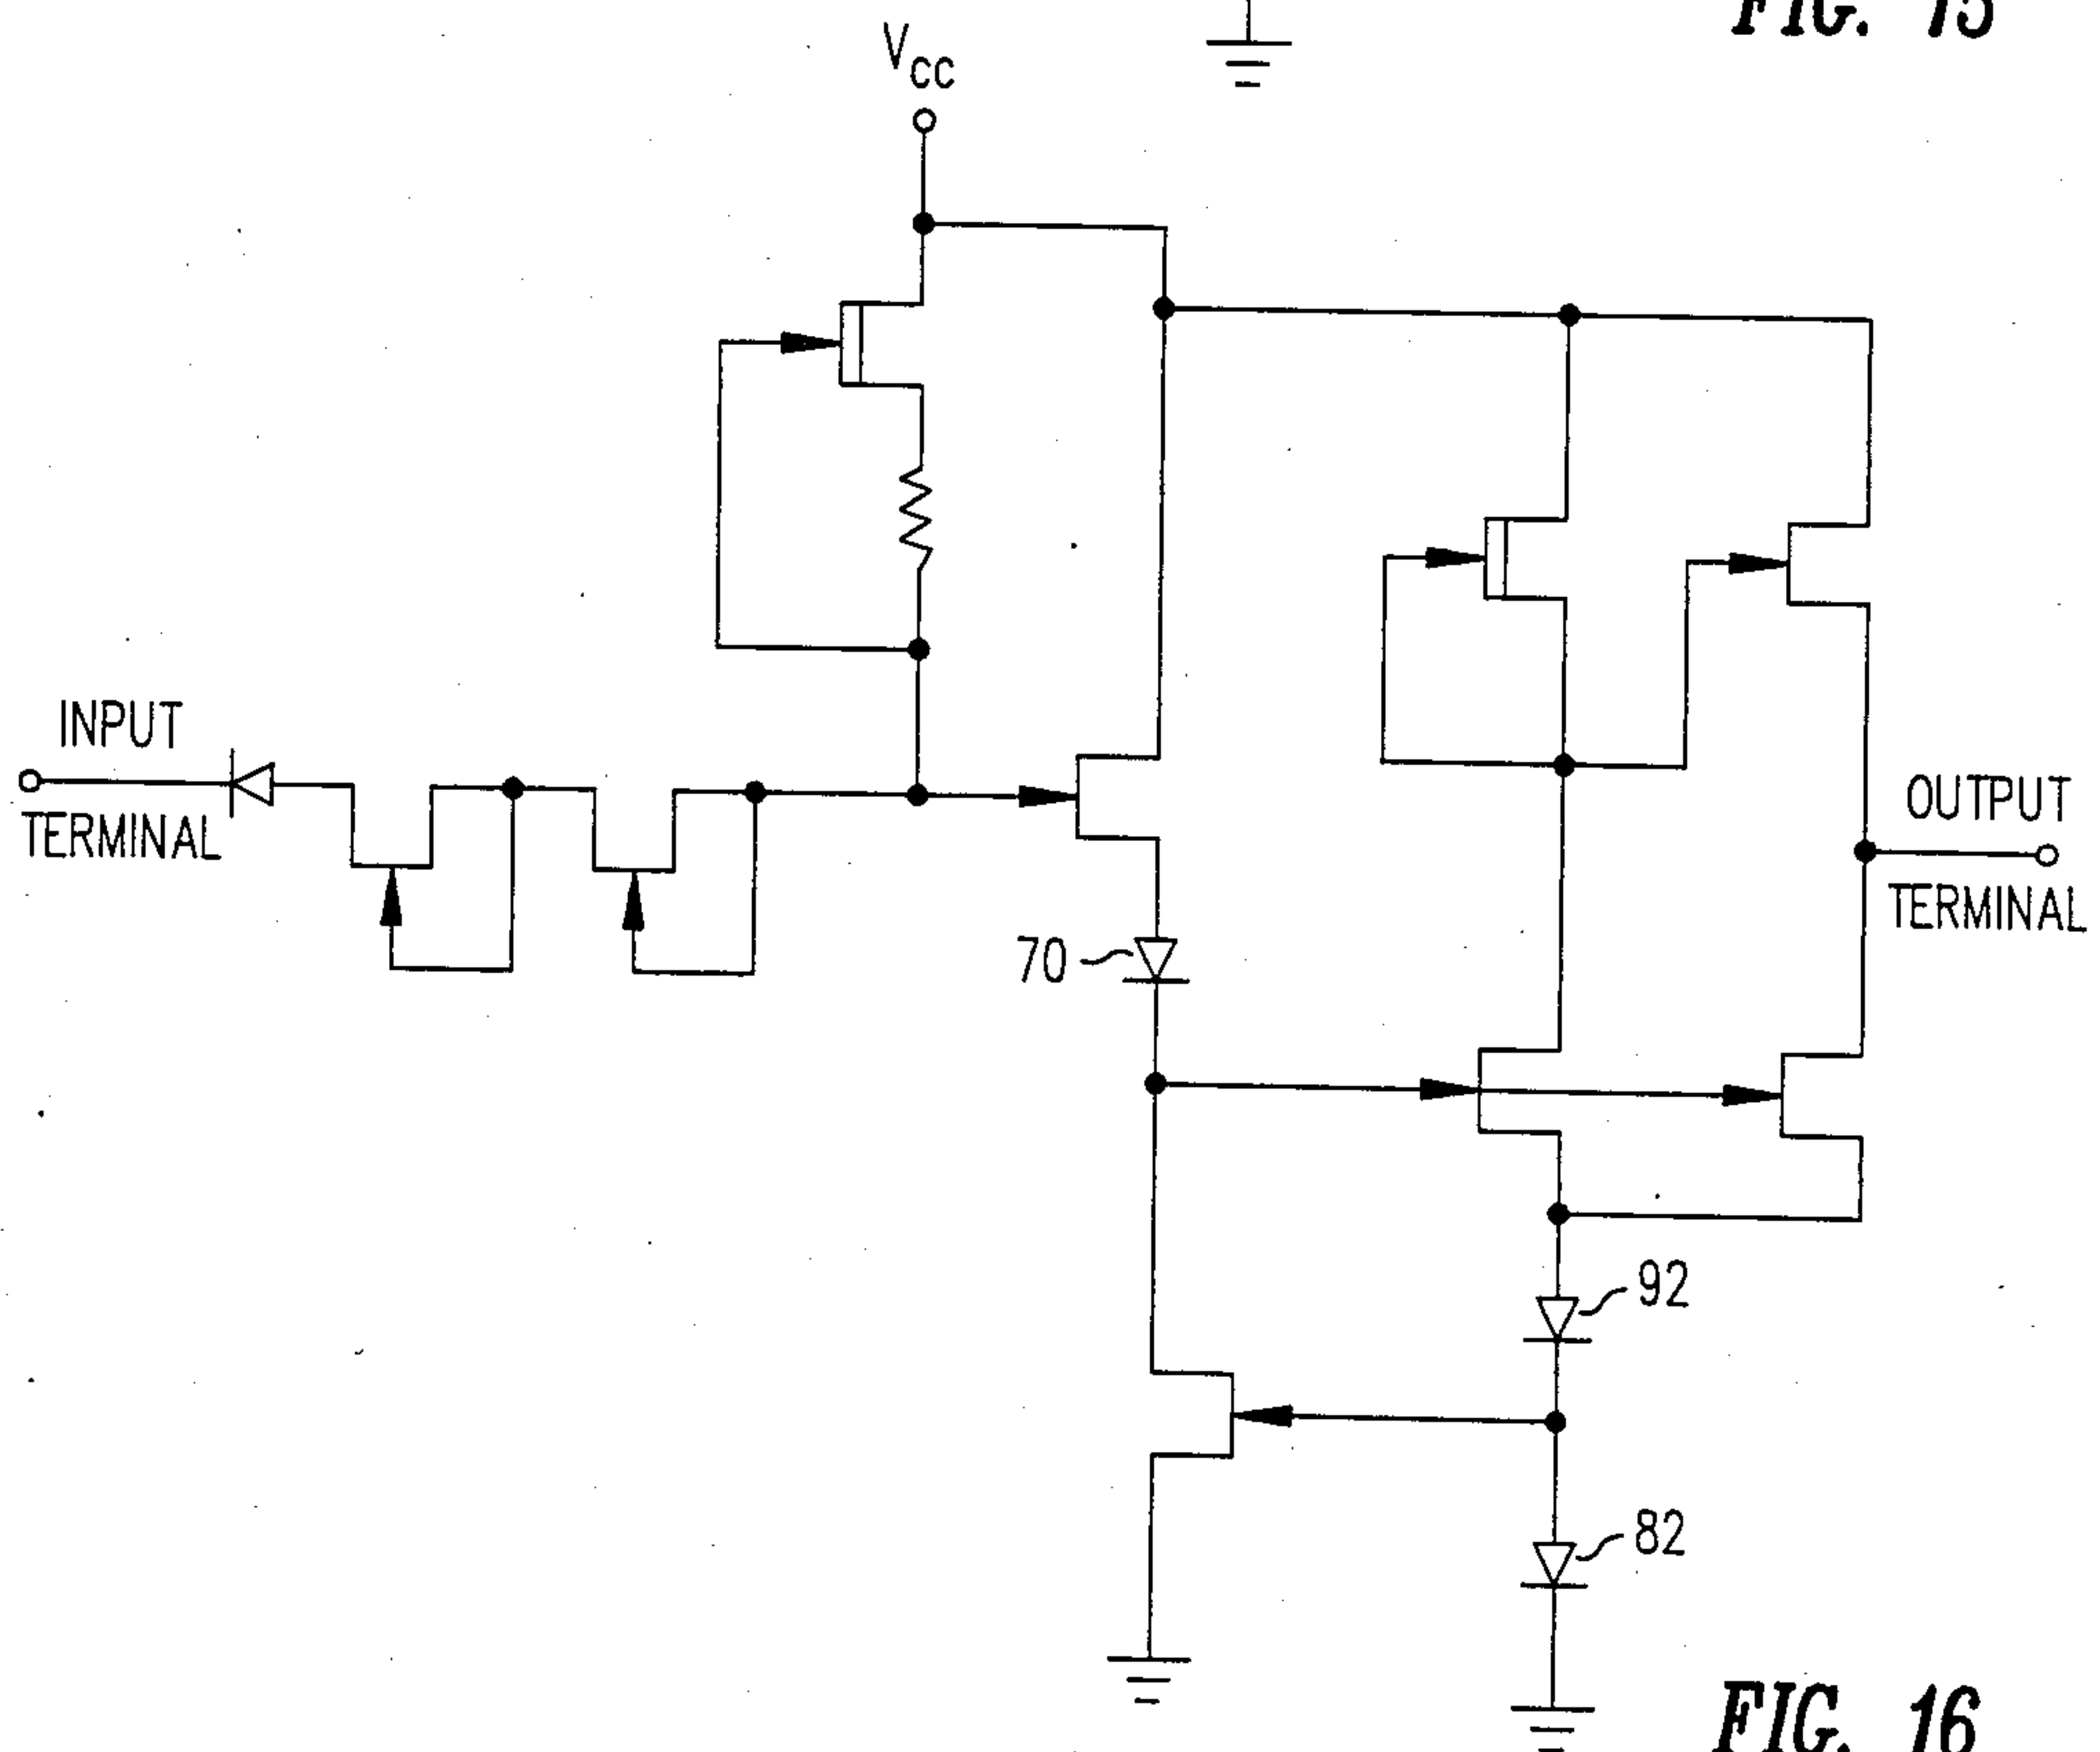 FIG. 15
VCC
INPUT
TERMINAL
OUTPUT
TERMINAL
70
92
82
FIG. 16